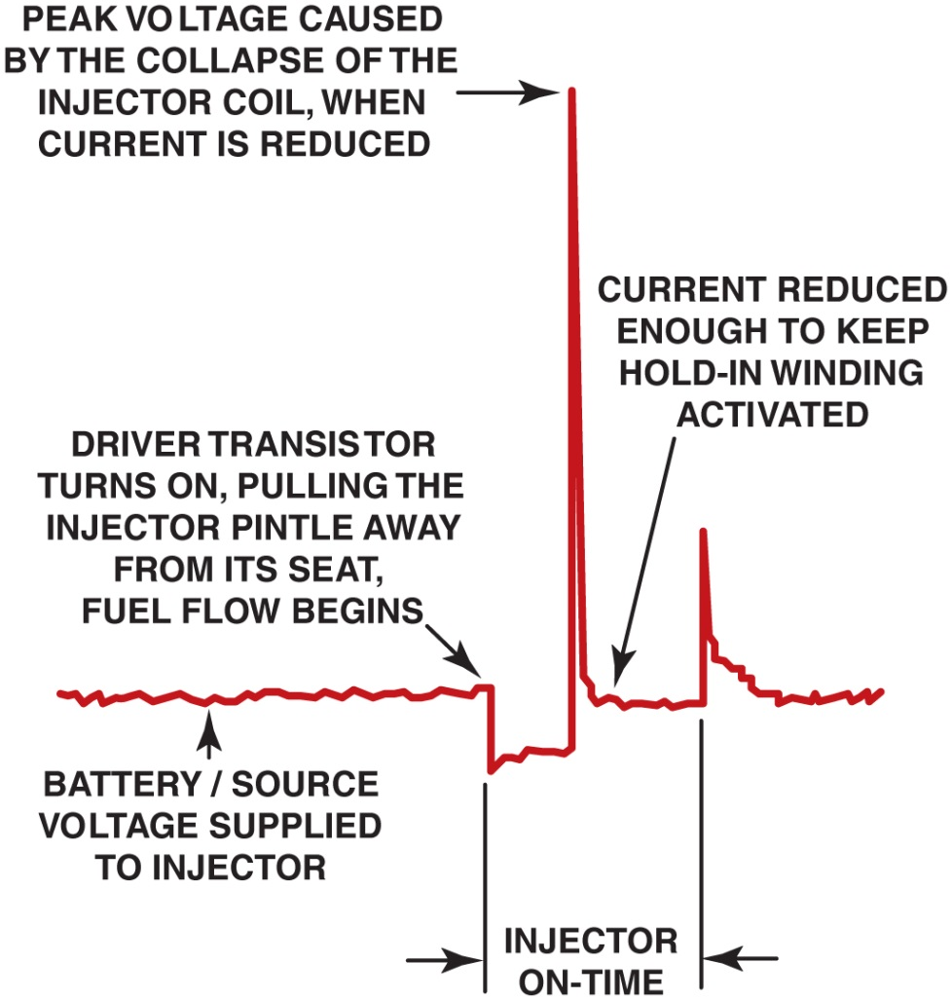 PEAK VOLTAGE CAUSED
BY THE COLLAPSE OF THE
INJECTOR COIL, WHEN
CURRENT IS REDUCED
CURRENT REDUCED
ENOUGH TO KEEP
HOLD-IN WINDING
ACTIVATED
DRIVER TRANSISTOR
TURNS ON, PULLING THE
INJECTOR PINTLE AWAY
FROM ITS SEAT,
FUEL FLOW BEGINS
BATTERY / SOURCE
VOLTAGE SUPPLIED
TO INJECTOR
INJECTOR
ON-TIME